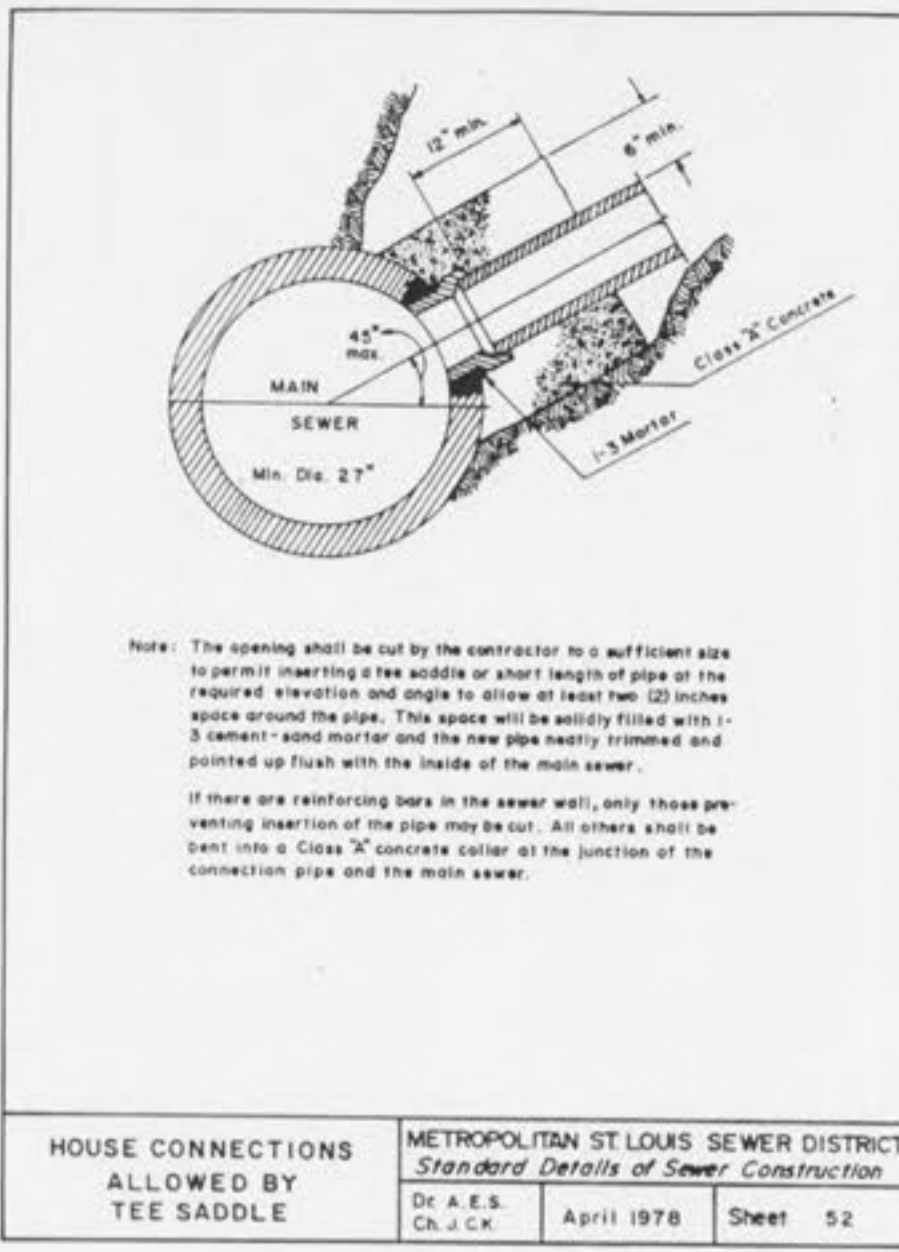 12" min.
6" min.
45°
max.
MAIN
SEWER
Min. Dia. 27"
Class "A" Concrete
1-3 Mortar
Note: The opening shall be cut by the contractor to a sufficient size
to permit inserting a tee saddle or short length of pipe at the
required elevation and angle to allow at least two (2) inches
space around the pipe. This space will be solidly filled with 1-
3 cement-sand mortar and the new pipe neatly trimmed and
pointed up flush with the inside of the main sewer.
If there are reinforcing bars in the sewer wall, only those pre-
venting insertion of the pipe may be cut. All others shall be
bent into a Class "A" concrete collar at the junction of the
connection pipe and the main sewer.
HOUSE CONNECTIONS
ALLOWED BY
TEE SADDLE
METROPOLITAN ST. LOUIS SEWER DISTRICT
Standard Details of Sewer Construction
Dr. A.E.S.
Ch. J.C.K.
April 1978
Sheet 52